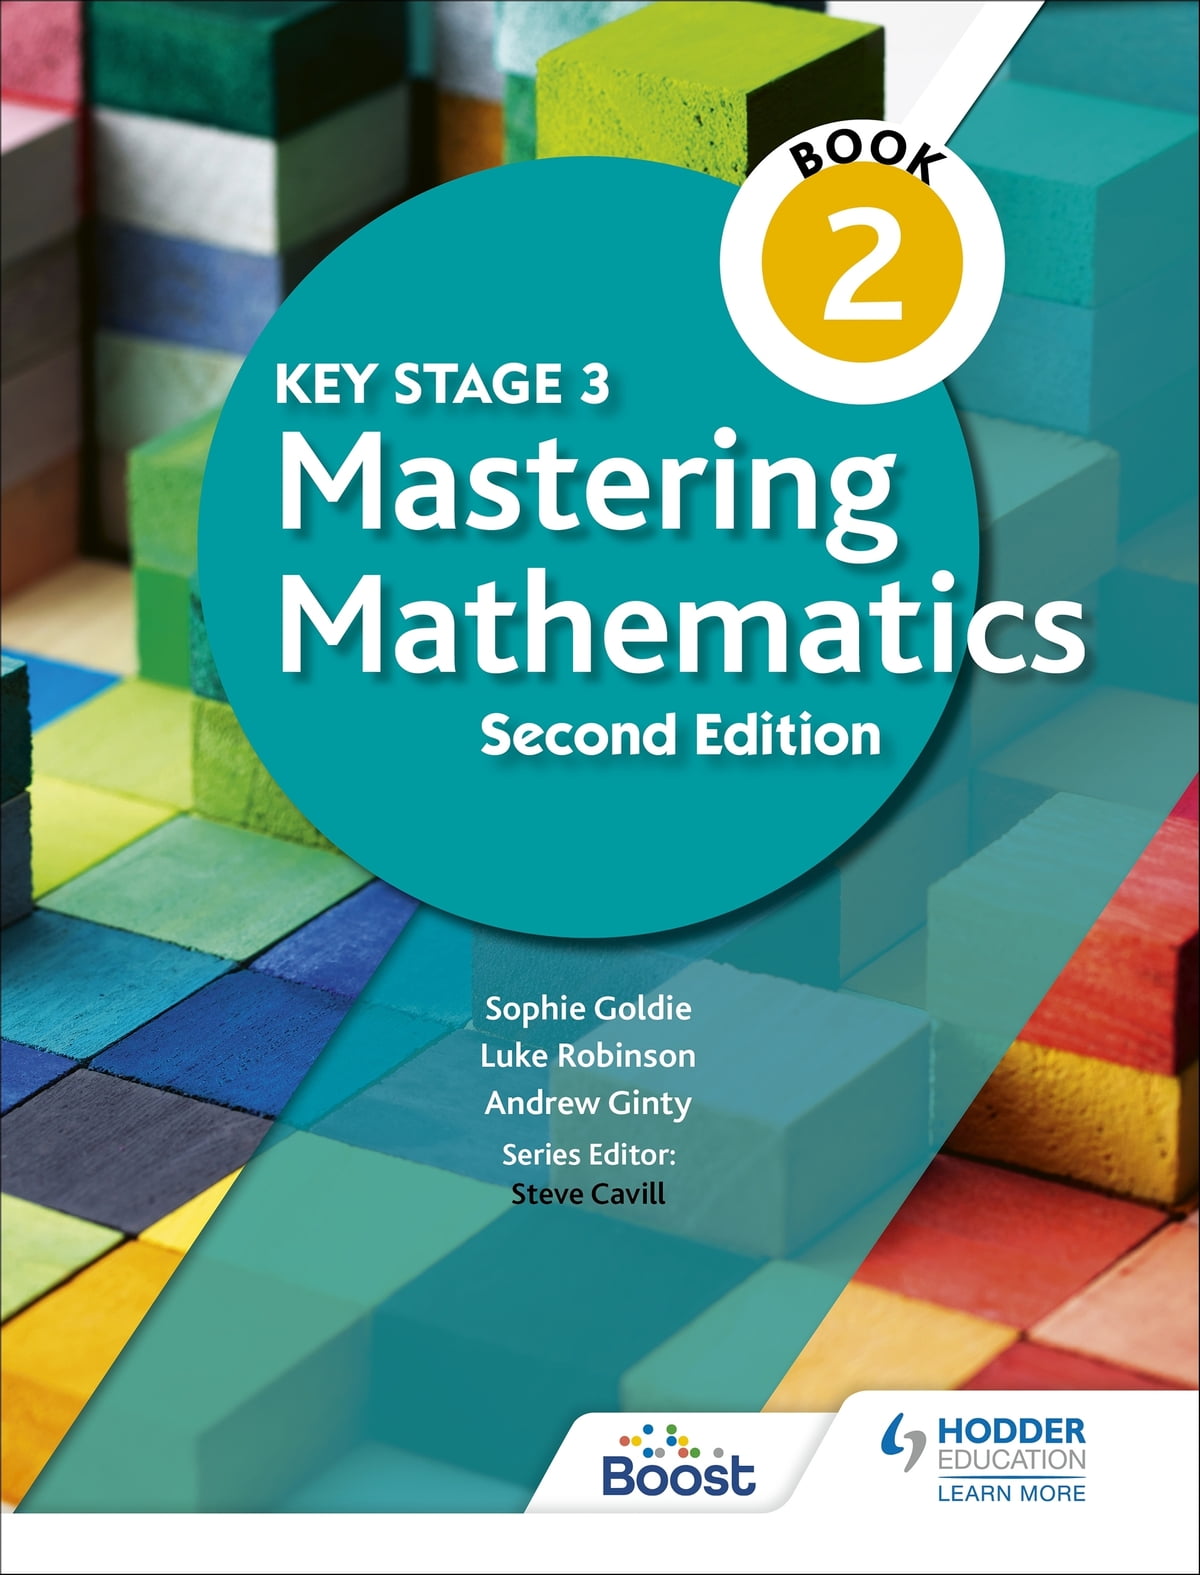 BOOK
2
KEY STAGE 3
Mastering
Mathematics
Second Edition
Sophie Goldie
Luke Robinson
Andrew Ginty
Series Editor:
Steve Cavill
Boost
HODDER
EDUCATION
LEARN MORE